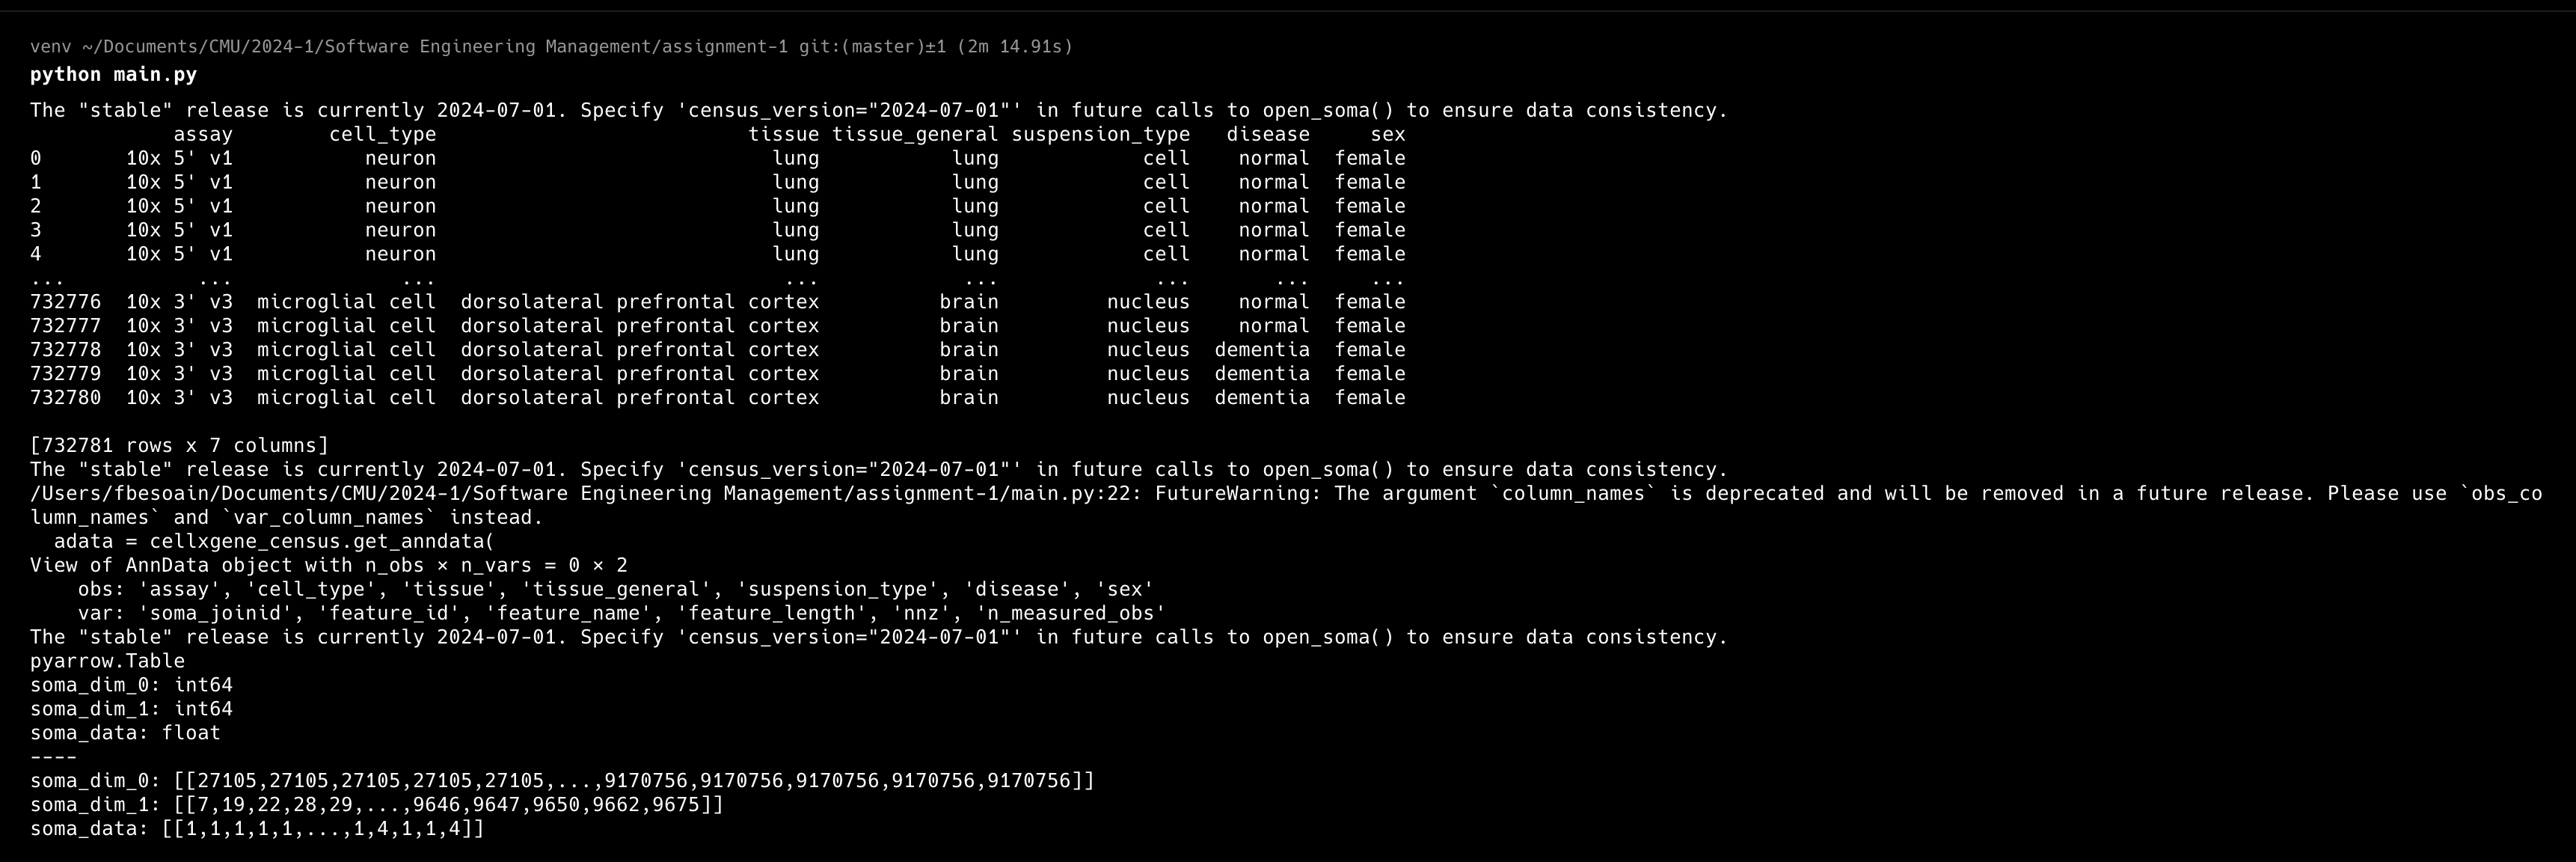 venv ~/Documents/CMU/2024-1/Software Engineering Management/assignment-1 git:(master)±1 (2m 14.91s)
python main.py
The "stable" release is currently 2024-07-01. Specify 'census_version="2024-07-01"' in future calls to open_soma() to ensure data consistency.
            assay        cell_type                          tissue tissue_general suspension_type   disease     sex
0       10x 5' v1           neuron                            lung           lung            cell    normal  female
1       10x 5' v1           neuron                            lung           lung            cell    normal  female
2       10x 5' v1           neuron                            lung           lung            cell    normal  female
3       10x 5' v1           neuron                            lung           lung            cell    normal  female
4       10x 5' v1           neuron                            lung           lung            cell    normal  female
...           ...              ...                             ...            ...             ...       ...     ...
732776  10x 3' v3  microglial cell  dorsolateral prefrontal cortex          brain         nucleus    normal  female
732777  10x 3' v3  microglial cell  dorsolateral prefrontal cortex          brain         nucleus    normal  female
732778  10x 3' v3  microglial cell  dorsolateral prefrontal cortex          brain         nucleus  dementia  female
732779  10x 3' v3  microglial cell  dorsolateral prefrontal cortex          brain         nucleus  dementia  female
732780  10x 3' v3  microglial cell  dorsolateral prefrontal cortex          brain         nucleus  dementia  female
[732781 rows x 7 columns]
The "stable" release is currently 2024-07-01. Specify 'census_version="2024-07-01"' in future calls to open_soma() to ensure data consistency.
/Users/fbesoain/Documents/CMU/2024-1/Software Engineering Management/assignment-1/main.py:22: FutureWarning: The argument `column_names` is deprecated and will be removed in a future release. Please use `obs_co
lumn_names` and `var_column_names` instead.
  adata = cellxgene_census.get_anndata(
View of AnnData object with n_obs × n_vars = 0 × 2
    obs: 'assay', 'cell_type', 'tissue', 'tissue_general', 'suspension_type', 'disease', 'sex'
    var: 'soma_joinid', 'feature_id', 'feature_name', 'feature_length', 'nnz', 'n_measured_obs'
The "stable" release is currently 2024-07-01. Specify 'census_version="2024-07-01"' in future calls to open_soma() to ensure data consistency.
pyarrow.Table
soma_dim_0: int64
soma_dim_1: int64
soma_data: float
----
soma_dim_0: [[27105,27105,27105,27105,27105,...,9170756,9170756,9170756,9170756,9170756]]
soma_dim_1: [[7,19,22,28,29,...,9646,9647,9650,9662,9675]]
soma_data: [[1,1,1,1,1,...,1,4,1,1,4]]